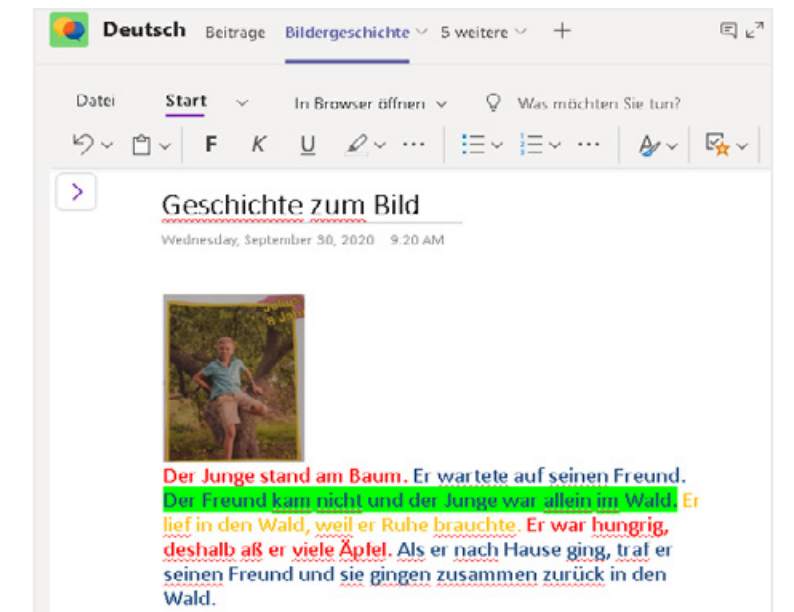 Deutsch Beiträge Bildergeschichte 5 weitere
Datei Start In Browser öffnen Was möchten Sie tun?
F K U
Geschichte zum Bild
Wednesday, September 30, 2020 9:20 AM
Der Junge stand am Baum. Er wartete auf seinen Freund.
Der Freund kam nicht und der Junge war allein im Wald. Er
lief in den Wald, weil er Ruhe brauchte. Er war hungrig,
deshalb aß er viele Äpfel. Als er nach Hause ging, traf er
seinen Freund und sie gingen zusammen zurück in den
Wald.